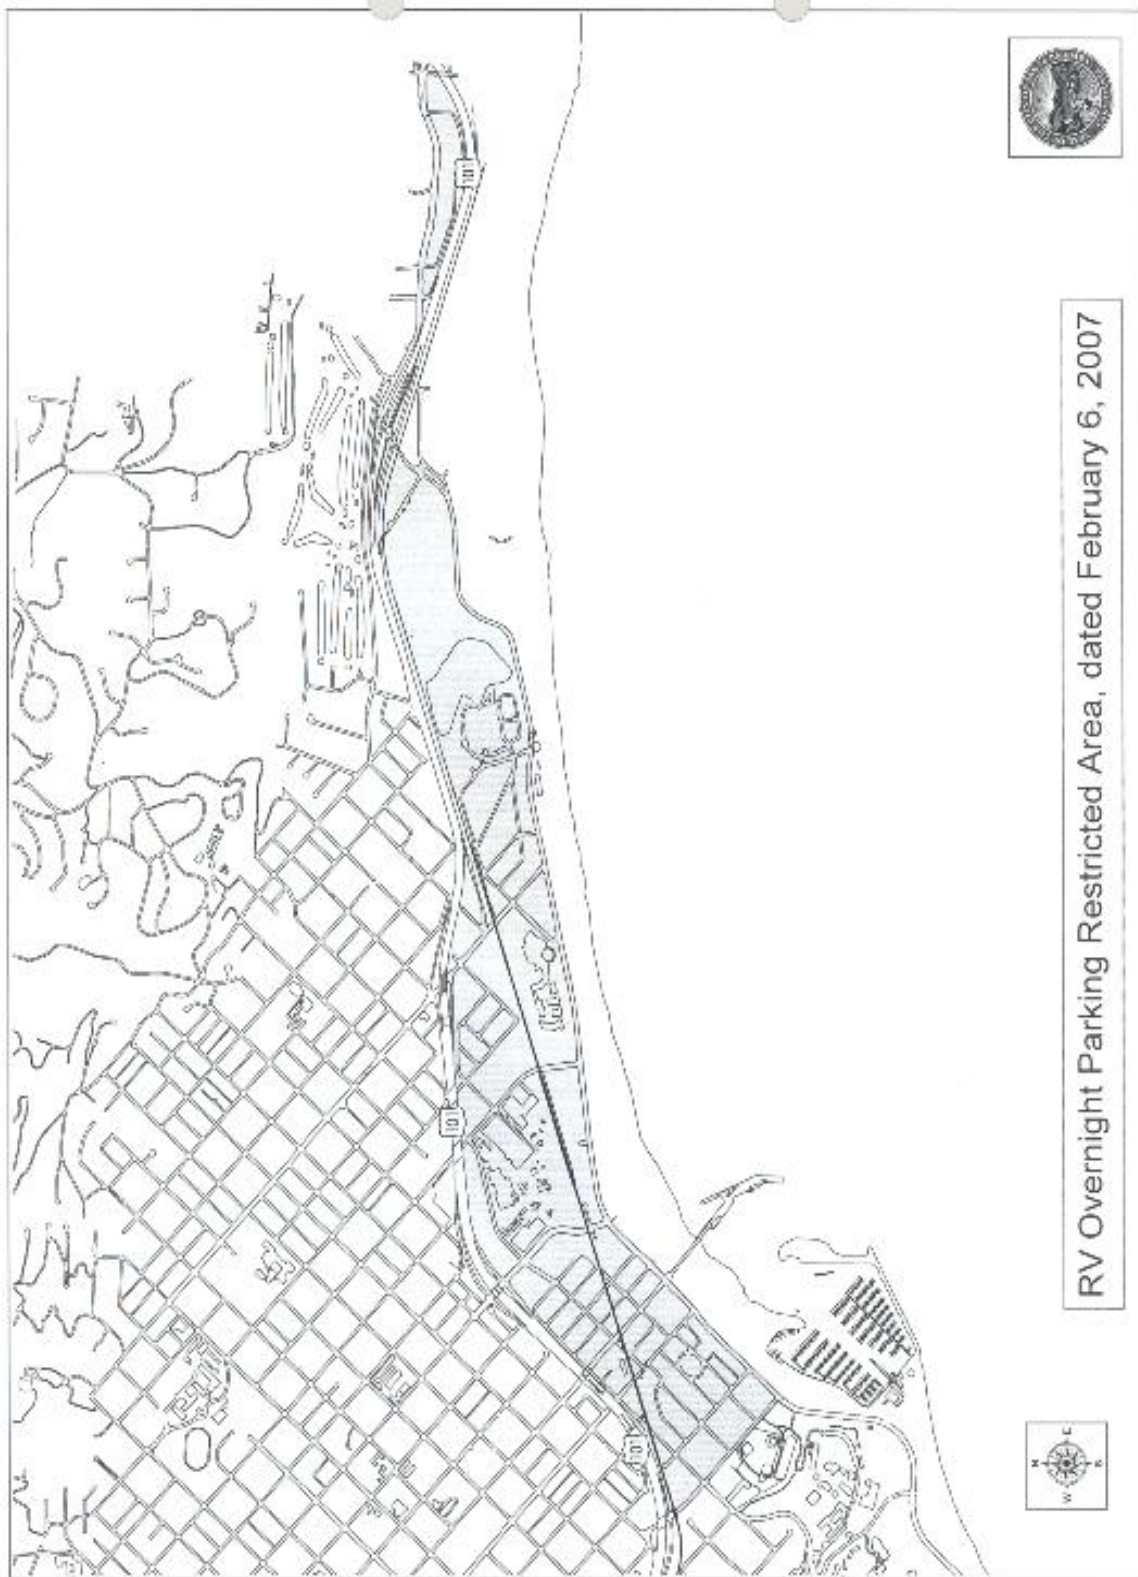 101
101
101
RV Overnight Parking Restricted Area, dated February 6, 2007
N
W
E
S